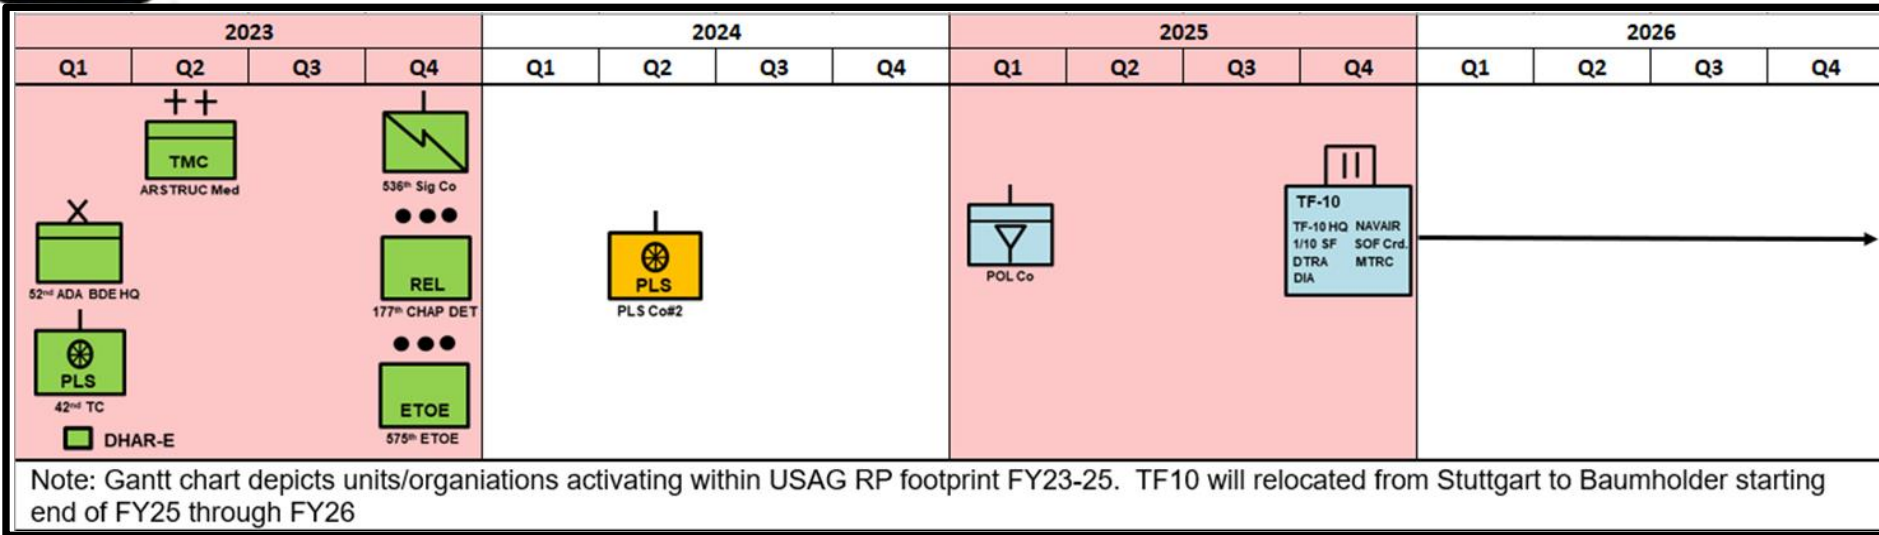 2023 2024 2025 2026
Q1 Q2 Q3 Q4 Q1 Q2 Q3 Q4 Q1 Q2 Q3 Q4 Q1 Q2 Q3 Q4
TMC
ARSTRUC Med
52nd ADA BDE HQ
PLS
42nd TC
DHAR-E
536th Sig Co
REL
177th CHAP DET
ETOE
575th ETOE
PLS
PLS Co#2
POL Co
TF-10
TF-10 HQ NAVAIR
1/10 SF SOF Crd.
DTRA MTRC
DIA
Note: Gantt chart depicts units/organiations activating within USAG RP footprint FY23-25. TF10 will relocated from Stuttgart to Baumholder starting
end of FY25 through FY26